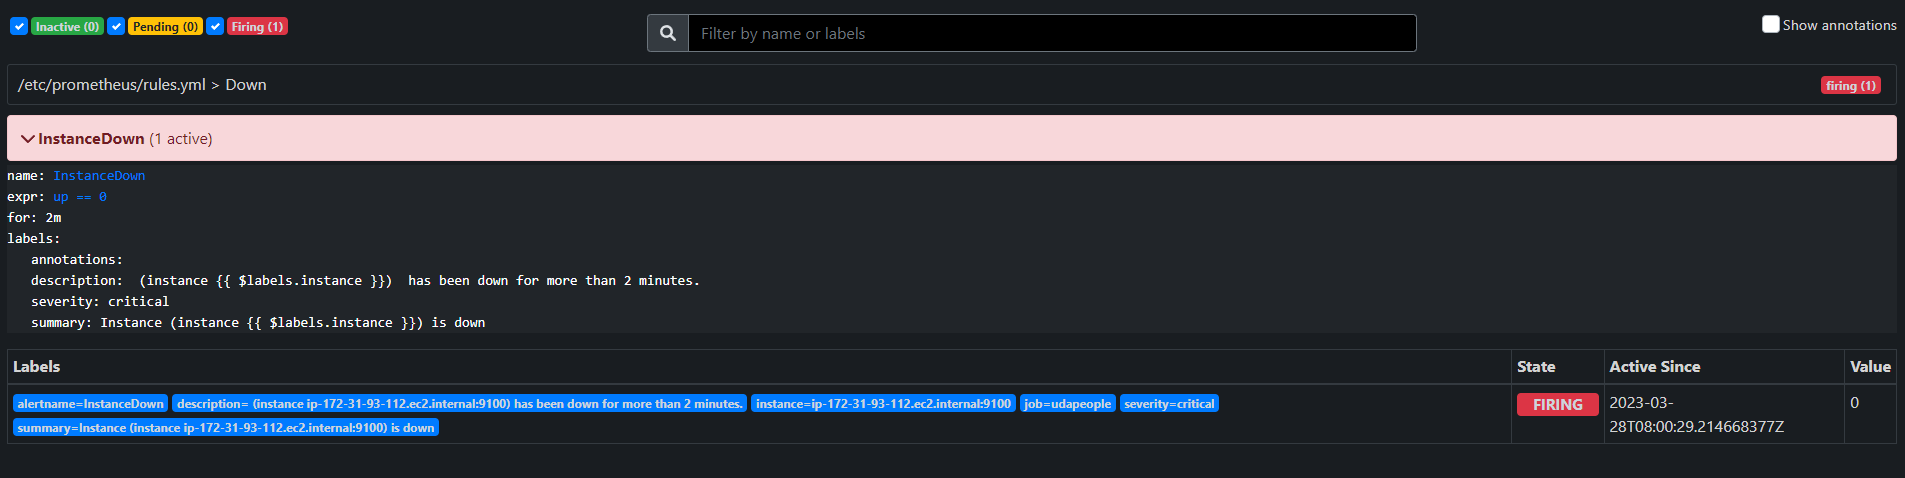 Inactive (0) Pending (0) Firing (1)
Filter by name or labels
Show annotations
/etc/prometheus/rules.yml > Down
firing (1)
InstanceDown (1 active)
name: InstanceDown
expr: up == 0
for: 2m
labels:
annotations:
description:  (instance {{ $labels.instance }})  has been down for more than 2 minutes.
severity: critical
summary: Instance (instance {{ $labels.instance }}) is down
Labels State Active Since Value
alertname=InstanceDown description= (instance ip-172-31-93-112.ec2.internal:9100) has been down for more than 2 minutes. instance=ip-172-31-93-112.ec2.internal:9100 job=udapeople severity=critical
summary=Instance (instance ip-172-31-93-112.ec2.internal:9100) is down
FIRING
2023-03-
28T08:00:29.214668377Z
0